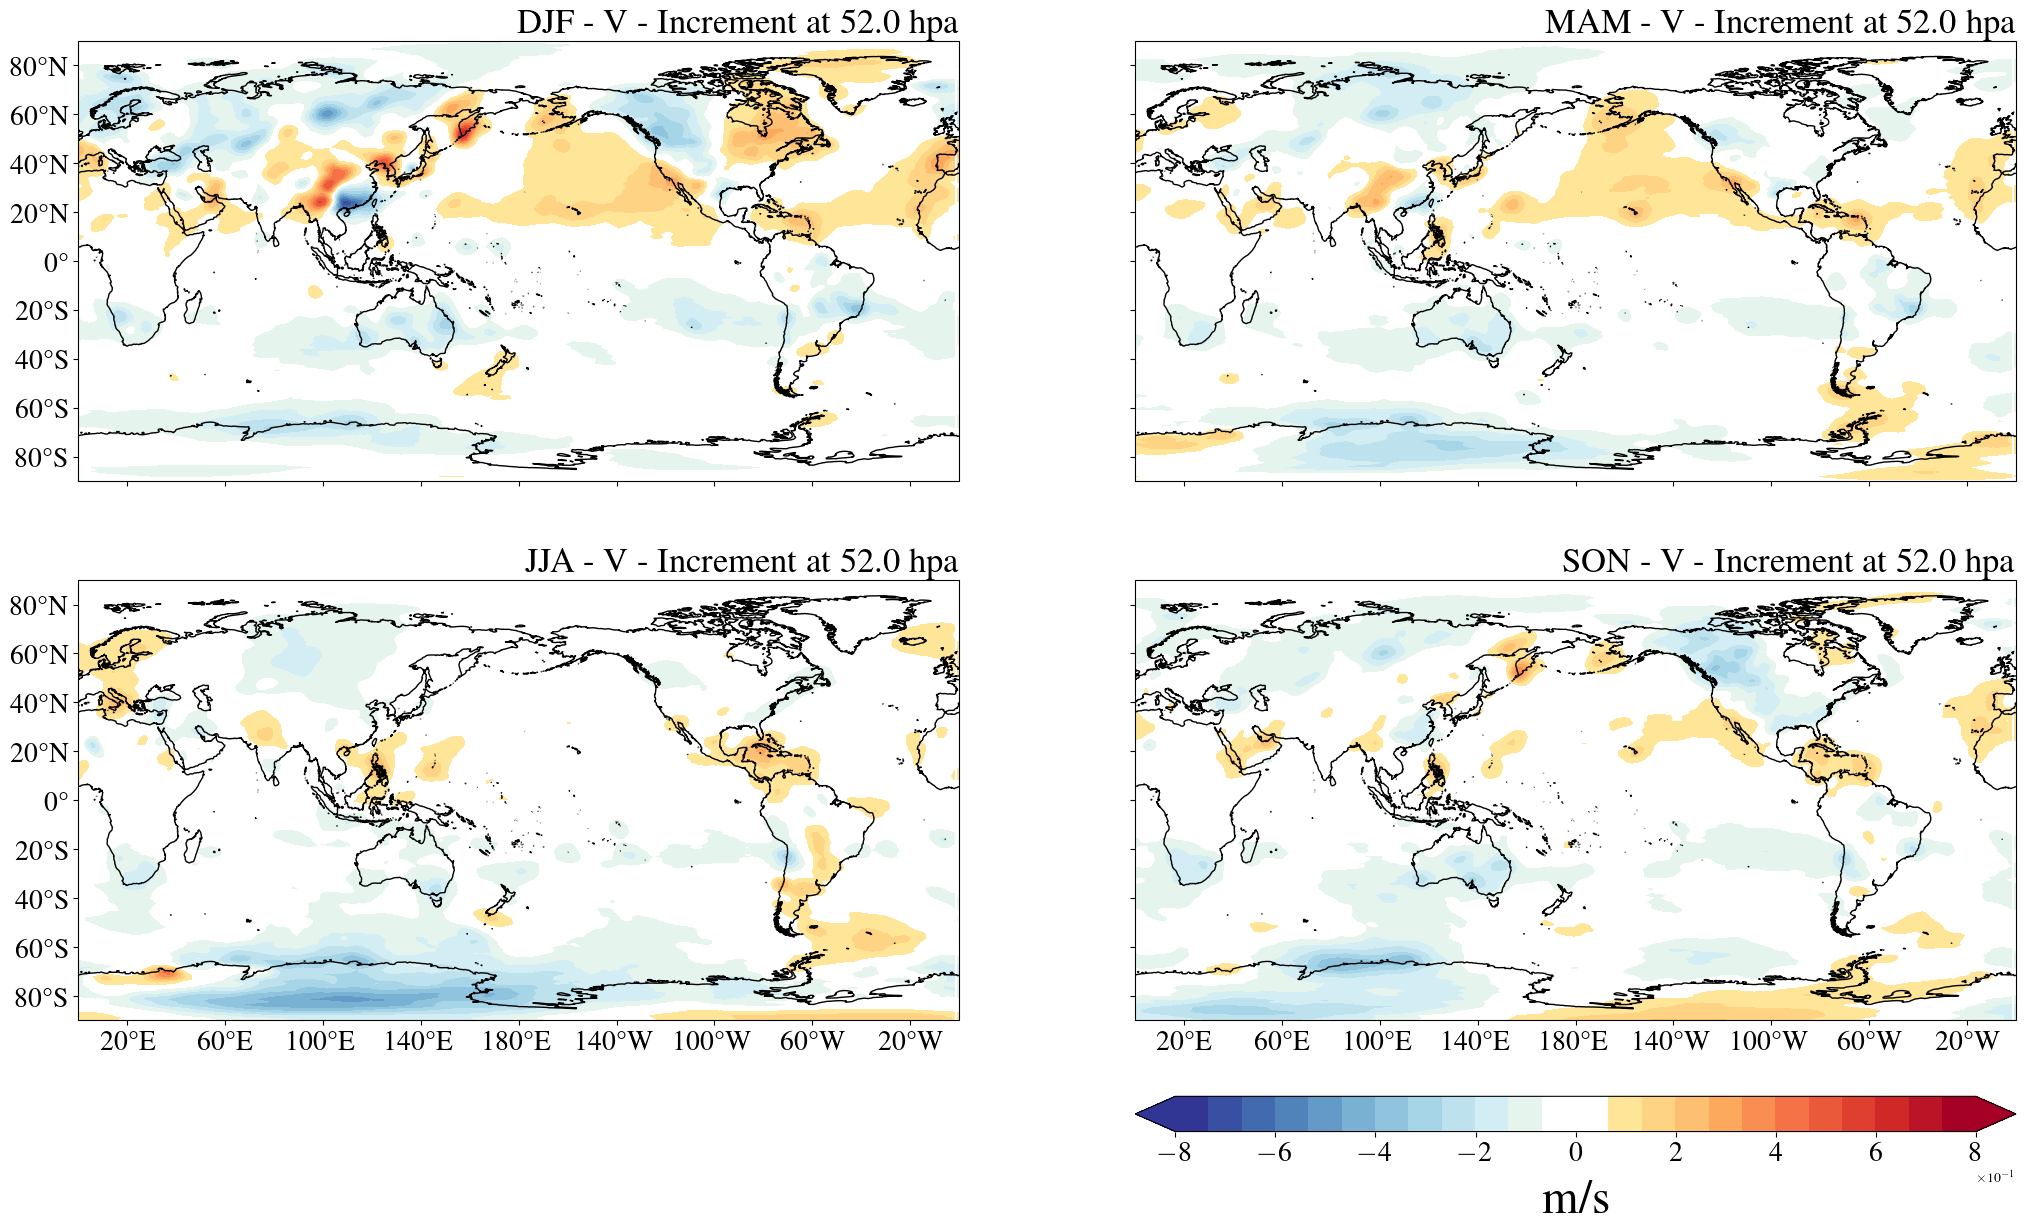 DJF - V - Increment at 52.0 hpa
MAM - V - Increment at 52.0 hpa
80°N
60°N
40°N
20°N
0°
20°S
40°S
60°S
80°S
JJA - V - Increment at 52.0 hpa
SON - V - Increment at 52.0 hpa
80°N
60°N
40°N
20°N
0°
20°S
40°S
60°S
80°S
20°E 60°E 100°E 140°E 180°E 140°W 100°W 60°W 20°W
20°E 60°E 100°E 140°E 180°E 140°W 100°W 60°W 20°W
−8 −6 −4 −2 0 2 4 6 8
×10⁻¹
m/s